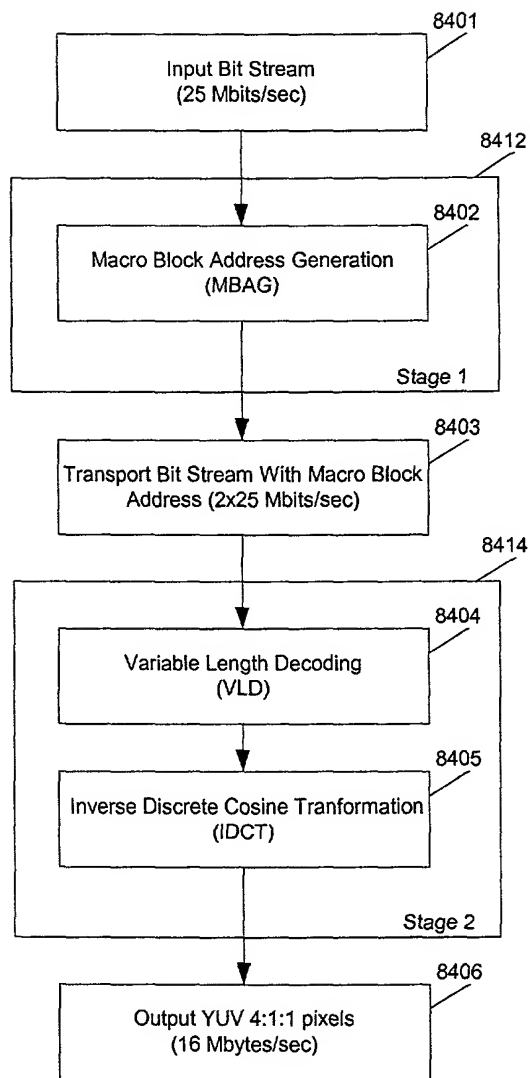 8401
Input Bit Stream
(25 Mbits/sec)
8412
8402
Macro Block Address Generation
(MBAG)
Stage 1
8403
Transport Bit Stream With Macro Block
Address (2x25 Mbits/sec)
8414
8404
Variable Length Decoding
(VLD)
8405
Inverse Discrete Cosine Tranformation
(IDCT)
Stage 2
8406
Output YUV 4:1:1 pixels
(16 Mbytes/sec)